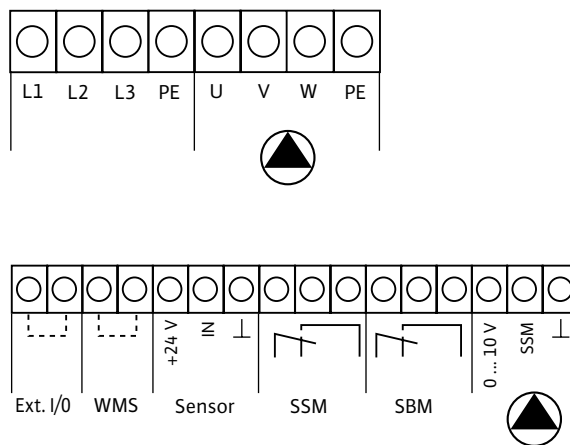 L1 L2 L3 PE U V W PE
+24 V IN ⊥ 0 ... 10 V SSM ⊥
Ext. I/0 WMS Sensor SSM SBM